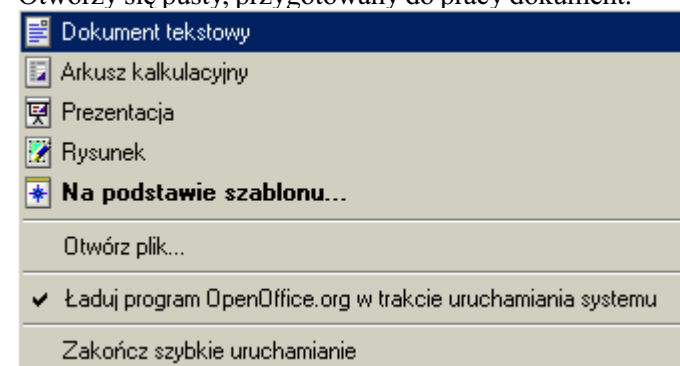 Otworzy się pusty, przygotowany do pracy dokument.
Dokument tekstowy
Arkusz kalkulacyjny
Prezentacja
Rysunek
Na podstawie szablonu...
Otwórz plik...
Ładuj program OpenOffice.org w trakcie uruchamiania systemu
Zakończ szybkie uruchamianie